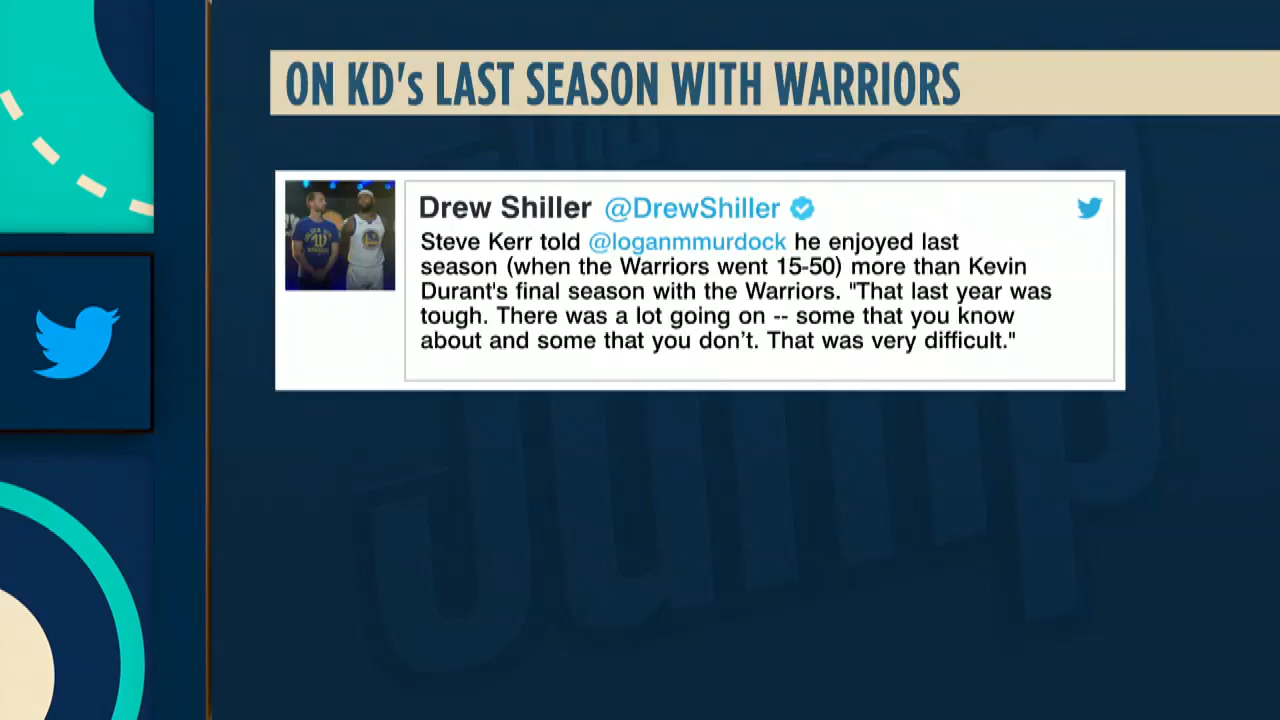 ON KD's LAST SEASON WITH WARRIORS
Drew Shiller @DrewShiller
Steve Kerr told @loganmmurdock he enjoyed last
season (when the Warriors went 15-50) more than Kevin
Durant's final season with the Warriors. "That last year was
tough. There was a lot going on -- some that you know
about and some that you don’t. That was very difficult."
Jump